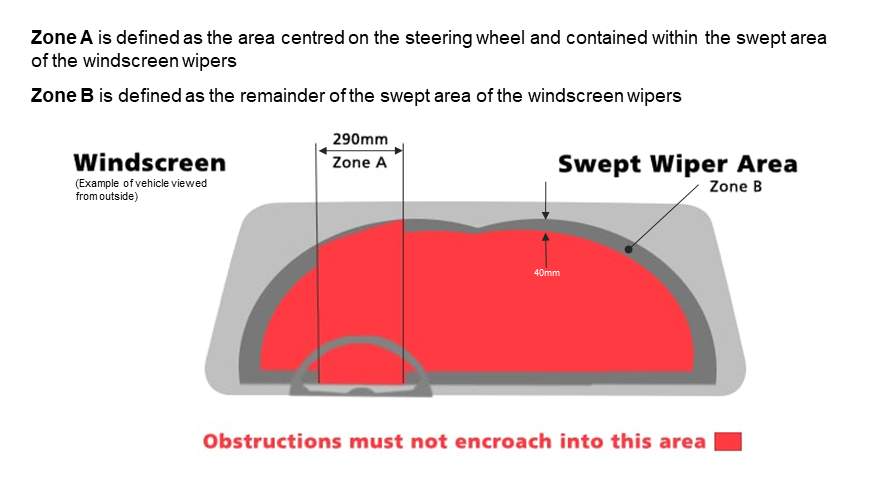 Zone A is defined as the area centred on the steering wheel and contained within the swept area
of the windscreen wipers
Zone B is defined as the remainder of the swept area of the windscreen wipers
290mm
Windscreen
Zone A
Swept Wiper Area
(Example of vehicle viewed
from outside)
Zone B
40mm
Obstructions must not encroach into this area